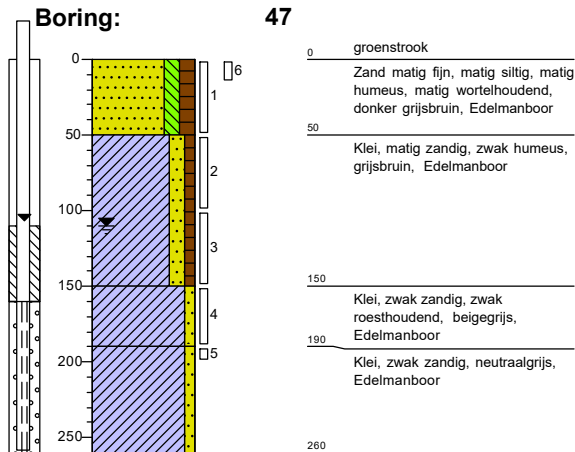 Boring: 47
0
50
100
150
200
250
1
2
3
4
5
6
0
groenstrook
Zand matig fijn, matig siltig, matig
humeus, matig wortelhoudend,
donker grijsbruin, Edelmanboor
50
Klei, matig zandig, zwak humeus,
grijsbruin, Edelmanboor
150
Klei, zwak zandig, zwak
roesthoudend, beigegrijs,
Edelmanboor
190
Klei, zwak zandig, neutraalgrijs,
Edelmanboor
260